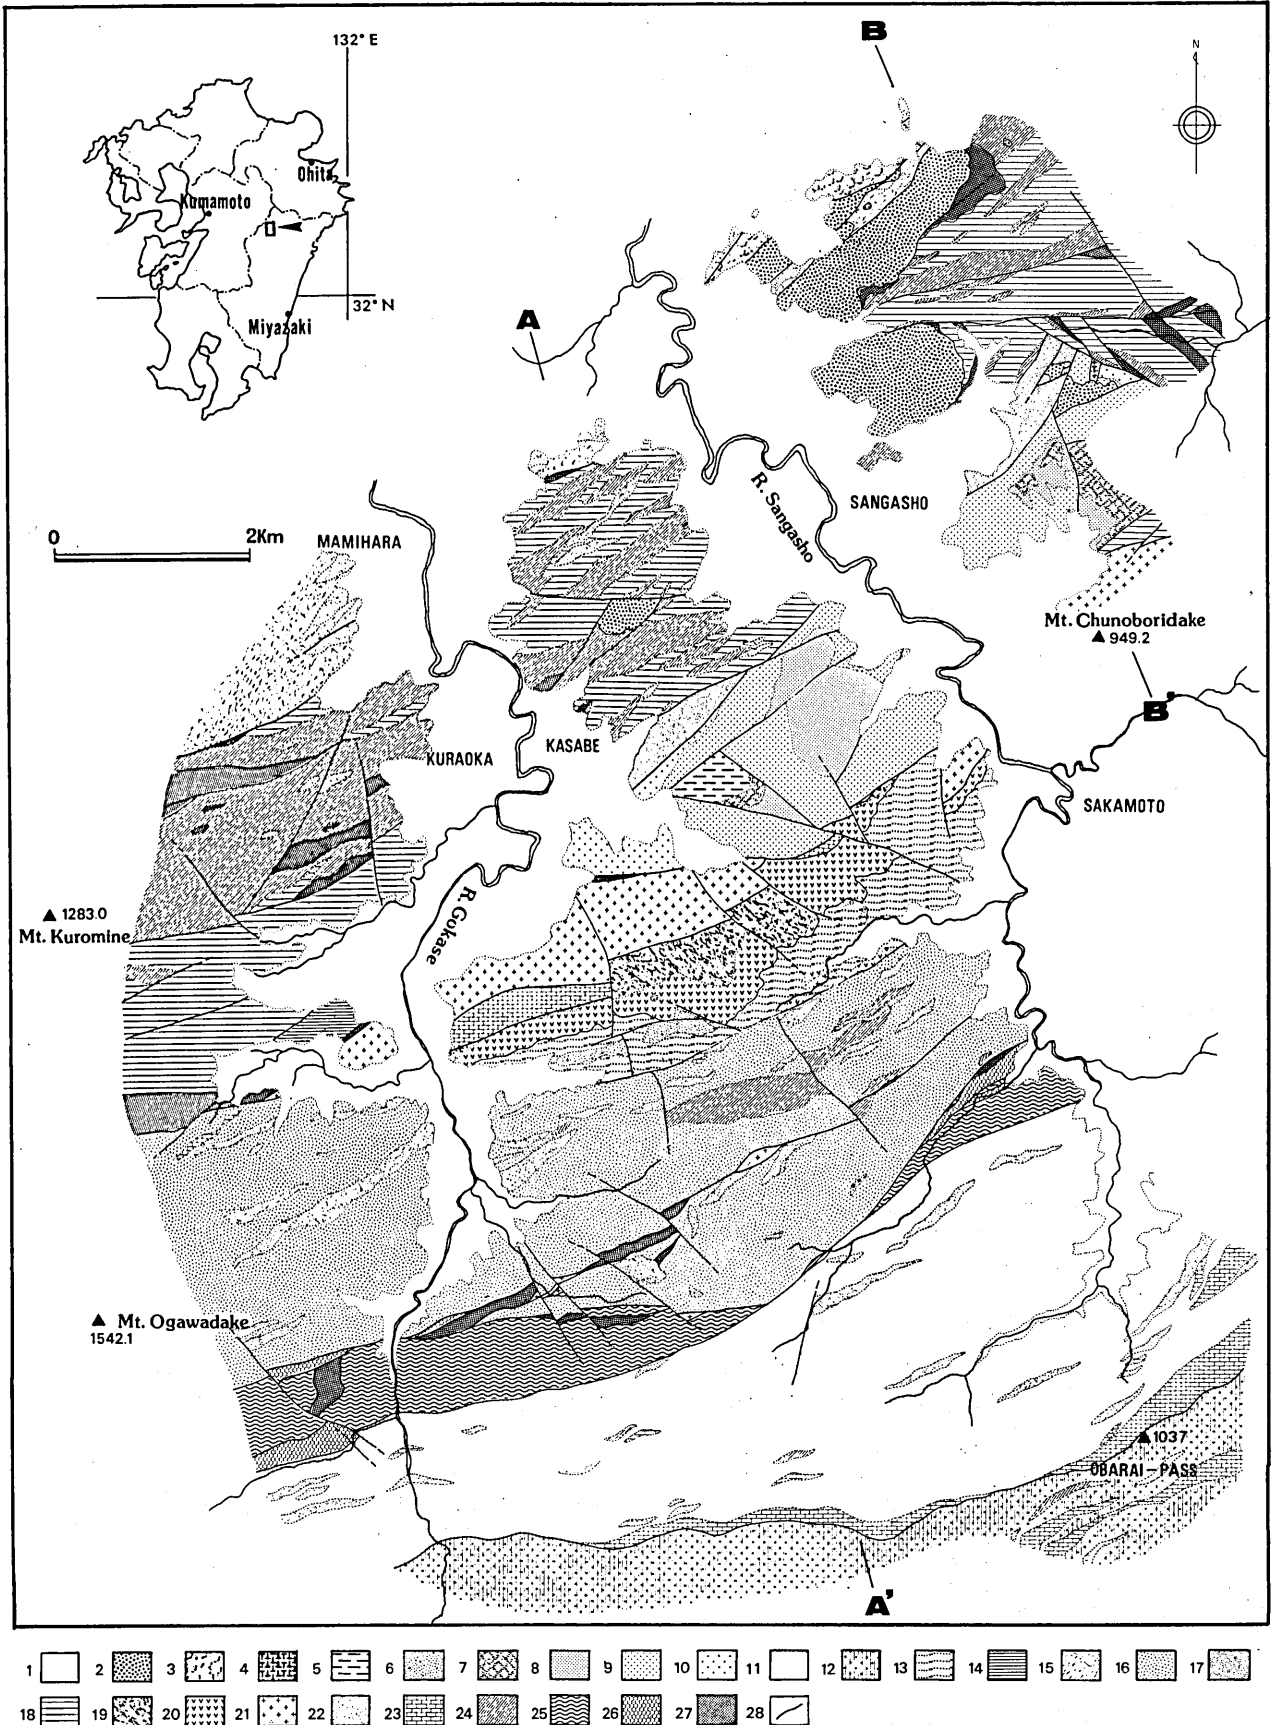 B
132° E
N
Ohita
Kumamoto
A
32° N
Miyazaki
R. Sangasho
SANGASHO
0 2Km
MAMIHARA
Mt. Chunoboridake
▲ 949.2
B'
KURAOKA
KASABE
SAKAMOTO
▲ 1283.0
Mt. Kuromine
R. Gokase
▲ Mt. Ogawadake
1542.1
▲ 1037
OBARAI-PASS
A'
1 2 3 4 5 6 7 8 9 10 11 12 13 14 15 16 17
18 19 20 21 22 23 24 25 26 27 28